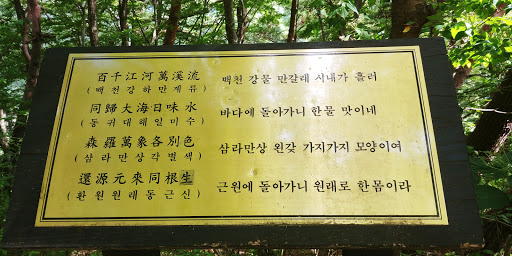 百千江河萬溪流 백천 강물 만갈래 시내가 흘러
(백천강하만계류)
同歸大海日味水 바다에 돌아가니 한물 맛이네
(동귀대해일미수)
森羅萬象各別色 삼라만상 왼갖 가지가지 모양이여
(삼라만상각별색)
還源元來同根生 근원에 돌아가니 원래로 한몸이라
(환원원래동근신)